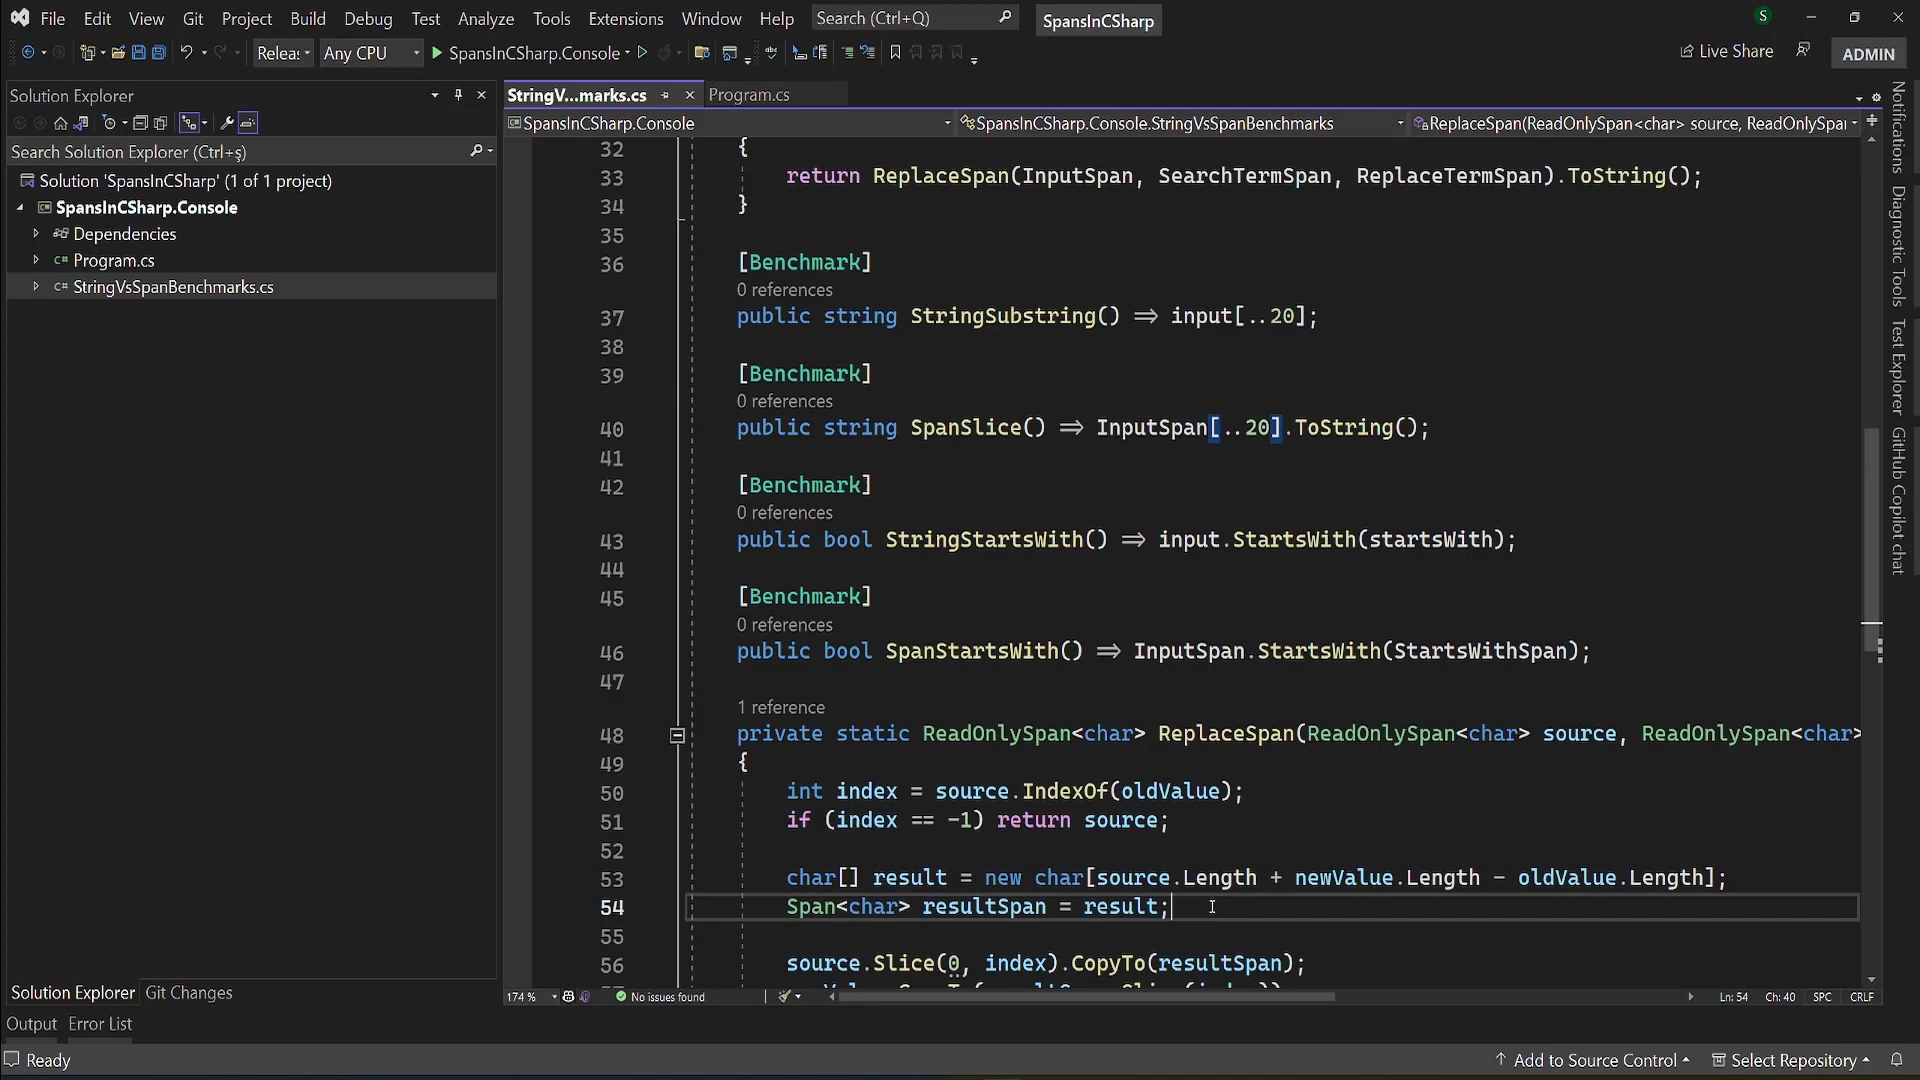 File Edit View Git Project Build Debug Test Analyze Tools Extensions Window Help Search (Ctrl+Q) SpansInCSharp
S
Releas Any CPU SpansInCSharp.Console Live Share ADMIN
Solution Explorer
Search Solution Explorer (Ctrl+ş)
Solution 'SpansInCSharp' (1 of 1 project)
SpansInCSharp.Console
Dependencies
C# Program.cs
C# StringVsSpanBenchmarks.cs
StringV...marks.cs Program.cs
SpansInCSharp.Console SpansInCSharp.Console.StringVsSpanBenchmarks ReplaceSpan(ReadOnlySpan<char> source, ReadOnlySpa
32 {
33 return ReplaceSpan(InputSpan, SearchTermSpan, ReplaceTermSpan).ToString();
34 }
35
36 [Benchmark]
0 references
37 public string StringSubstring() => input[..20];
38
39 [Benchmark]
0 references
40 public string SpanSlice() => InputSpan[..20].ToString();
41
42 [Benchmark]
0 references
43 public bool StringStartsWith() => input.StartsWith(startsWith);
44
45 [Benchmark]
0 references
46 public bool SpanStartsWith() => InputSpan.StartsWith(StartsWithSpan);
47
1 reference
48 private static ReadOnlySpan<char> ReplaceSpan(ReadOnlySpan<char> source, ReadOnlySpan<char>
49 {
50 int index = source.IndexOf(oldValue);
51 if (index == -1) return source;
52
53 char[] result = new char[source.Length + newValue.Length - oldValue.Length];
54 Span<char> resultSpan = result;
55
56 source.Slice(0, index).CopyTo(resultSpan);
174 % No issues found Ln: 54 Ch: 40 SPC CRLF
Notifications
Diagnostic Tools
Test Explorer
GitHub Copilot chat
Solution Explorer Git Changes
Output Error List
Ready Add to Source Control Select Repository